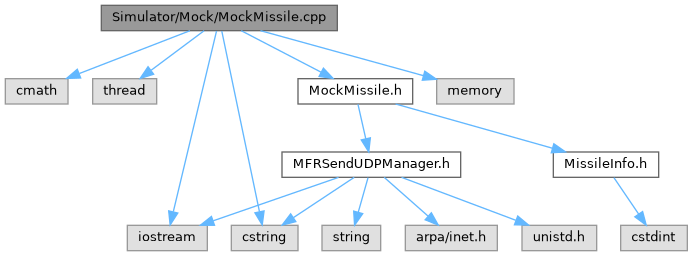 Simulator/Mock/MockMissile.cpp
cmath
thread
MockMissile.h
memory
MFRSendUDPManager.h
MissileInfo.h
iostream
cstring
string
arpa/inet.h
unistd.h
cstdint